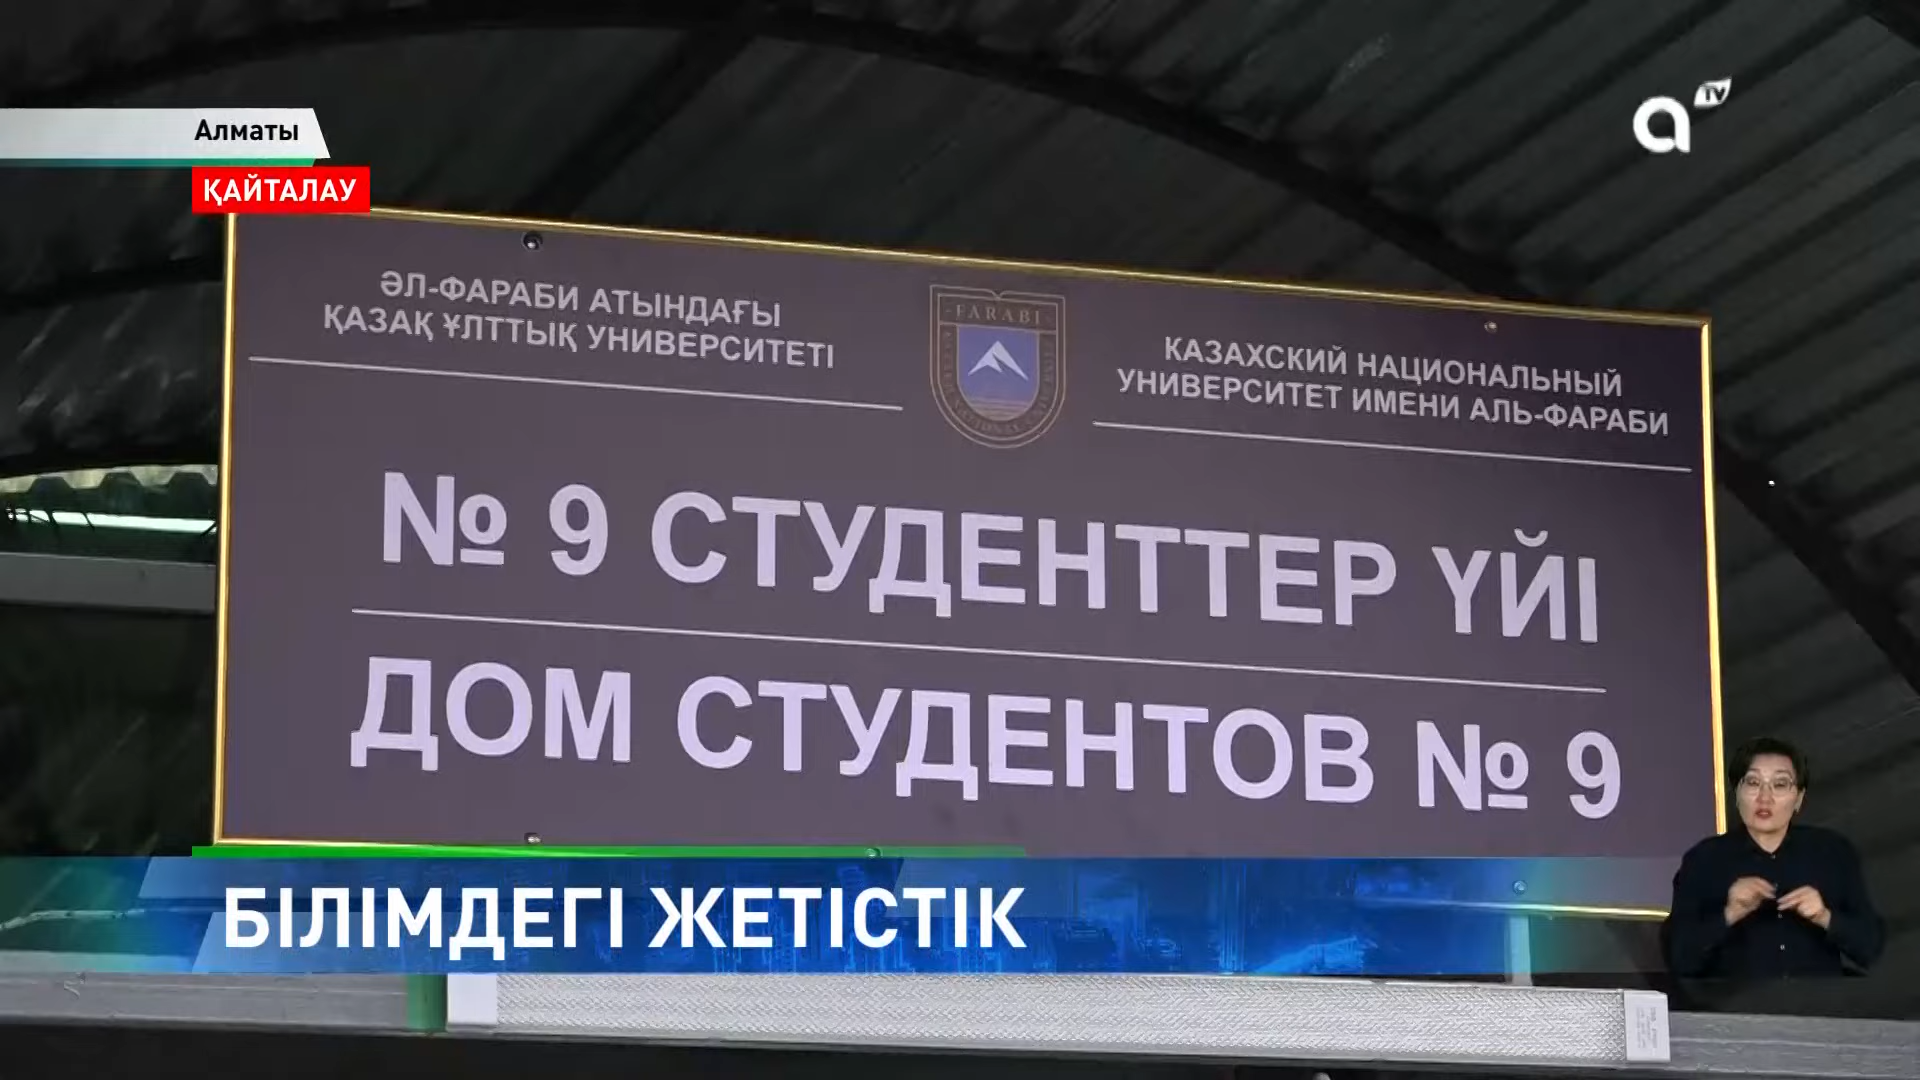 Алматы
ҚАЙТАЛАУ
a TV
ӘЛ-ФАРАБИ АТЫНДАҒЫ
ҚАЗАҚ ҰЛТТЫҚ УНИВЕРСИТЕТІ
FARABI
КАЗАХСКИЙ НАЦИОНАЛЬНЫЙ
УНИВЕРСИТЕТ ИМЕНИ АЛЬ-ФАРАБИ
№ 9 СТУДЕНТТЕР ҮЙІ
ДОМ СТУДЕНТОВ № 9
БІЛІМДЕГІ ЖЕТІСТІК